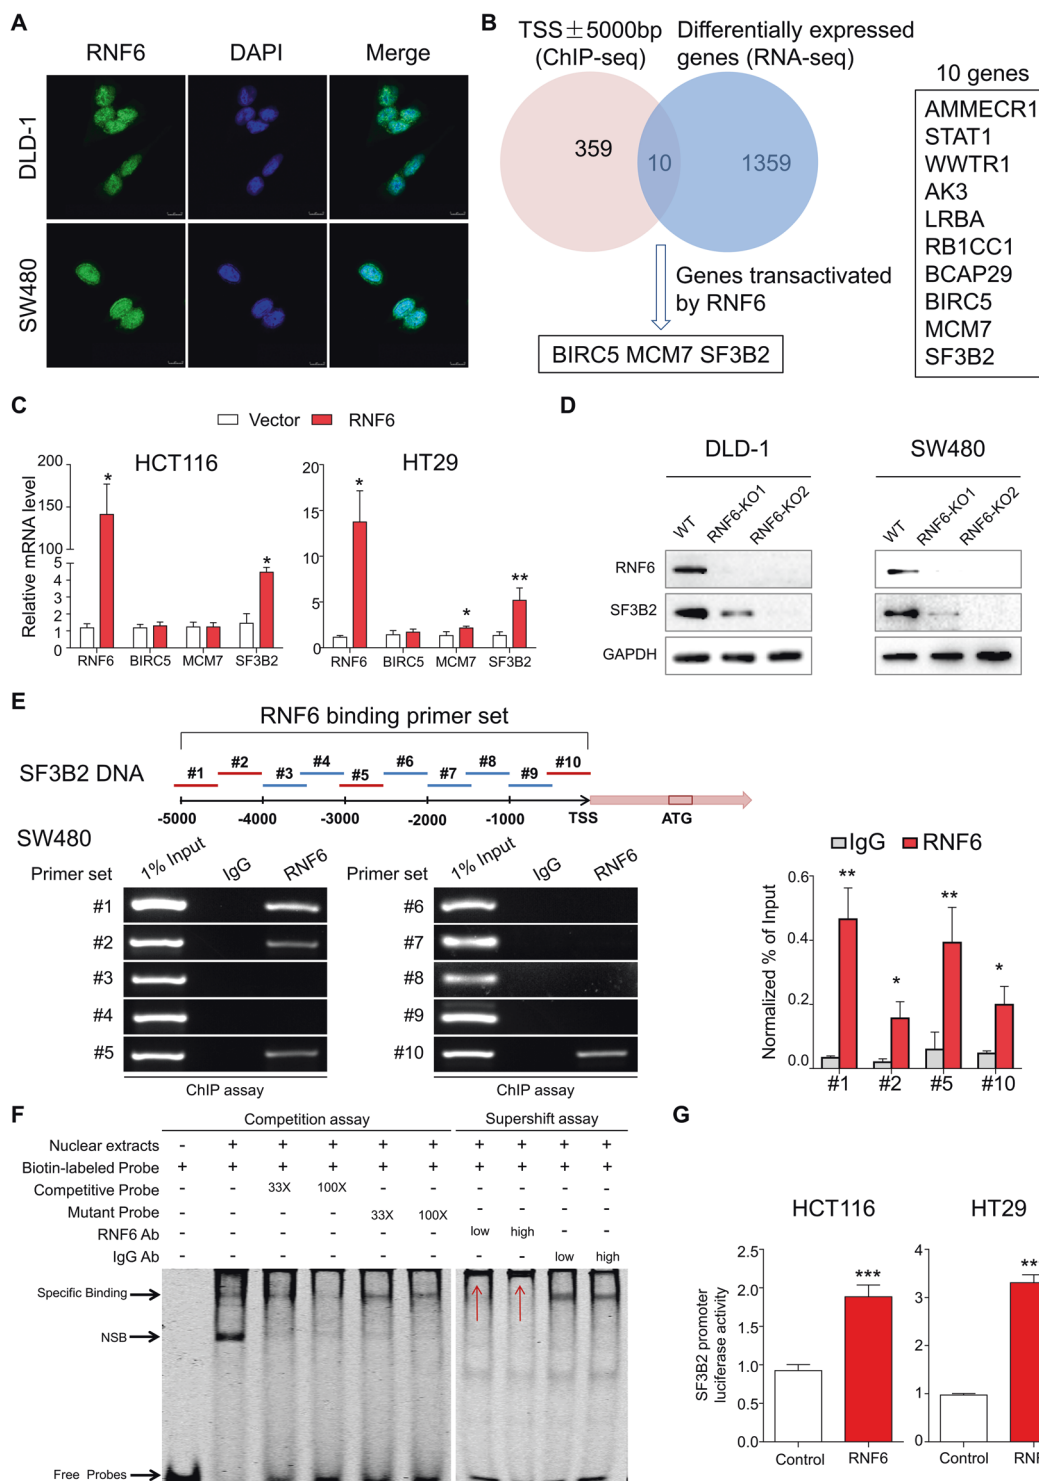 A
RNF6 DAPI Merge
DLD-1
SW480
B
TSS±5000bp
(ChIP-seq)
Differentially expressed
genes (RNA-seq)
359 10 1359
Genes transactivated
by RNF6
BIRC5 MCM7 SF3B2
10 genes
AMMECR1
STAT1
WWTR1
AK3
LRBA
RB1CC1
BCAP29
BIRC5
MCM7
SF3B2
C
Vector RNF6
HCT116
Relative mRNA level
200
150
100
5
4
3
2
1
0
* *
RNF6 BIRC5 MCM7 SF3B2
HT29
20
15
10
5
0
* * **
RNF6 BIRC5 MCM7 SF3B2
D
DLD-1 SW480
WT RNF6-KO1 RNF6-KO2 WT RNF6-KO1 RNF6-KO2
RNF6
SF3B2
GAPDH
E
RNF6 binding primer set
SF3B2 DNA
#1 #2 #3 #4 #5 #6 #7 #8 #9 #10
-5000 -4000 -3000 -2000 -1000 TSS ATG
SW480
Primer set 1% Input IgG RNF6
#1
#2
#3
#4
#5
ChIP assay
Primer set 1% Input IgG RNF6
#6
#7
#8
#9
#10
ChIP assay
IgG RNF6
Normalized % of Input
0.6
0.4
0.2
0.0
** * ** *
#1 #2 #5 #10
F
Competition assay Supershift assay
Nuclear extracts - + + + + + + + + +
Biotin-labeled Probe + + + + + + + + + +
Competitive Probe - - 33X 100X - - - - - -
Mutant Probe - - - - 33X 100X - - - -
RNF6 Ab - - - - - - low high - -
IgG Ab - - - - - - - - low high
Specific Binding
NSB
Free Probes
G
HCT116
SF3B2 promoter
luciferase activity
2.5
2.0
1.5
1.0
0.5
0.0
***
Control RNF6
HT29
4
3
2
1
0
**
Control RNF